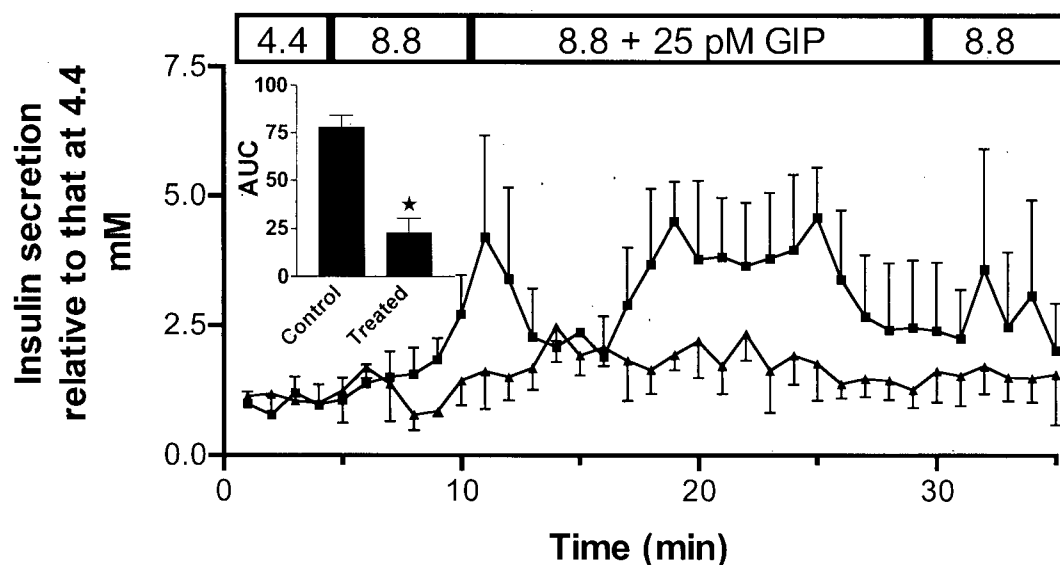 4.4 8.8 8.8 + 25 pM GIP 8.8
Insulin secretion
relative to that at 4.4
mM
7.5
5.0
2.5
0.0
100
75
50
25
0
AUC
★
Control Treated
0 10 20 30
Time (min)